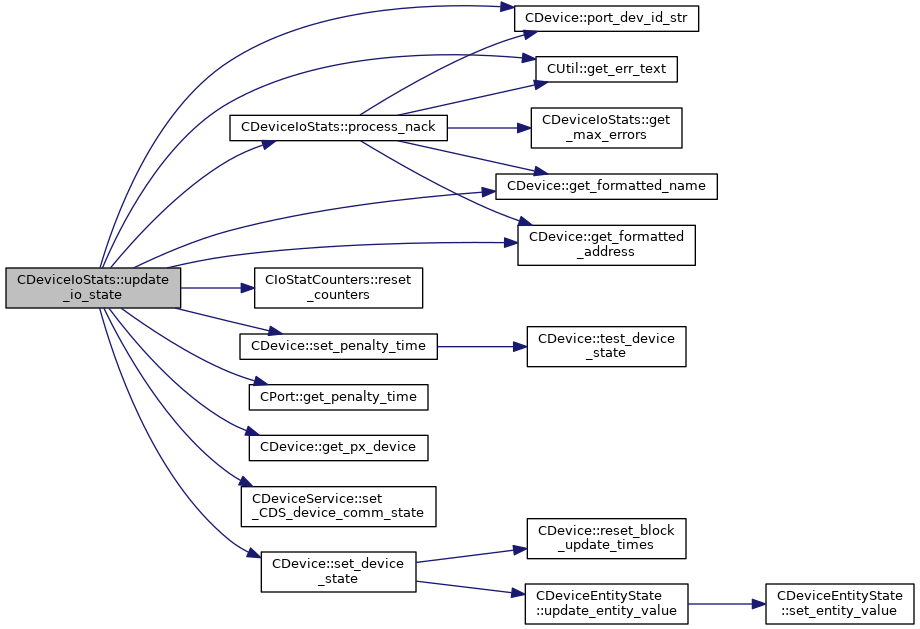 CDevice::port_dev_id_str
CUtil::get_err_text
CDeviceIoStats::process_nack
CDeviceIoStats::get
_max_errors
CDevice::get_formatted_name
CDevice::get_formatted
_address
CDeviceIoStats::update
_io_state
CIoStatCounters::reset
_counters
CDevice::set_penalty_time
CDevice::test_device
_state
CPort::get_penalty_time
CDevice::get_px_device
CDeviceService::set
_CDS_device_comm_state
CDevice::set_device
_state
CDevice::reset_block
_update_times
CDeviceEntityState
::update_entity_value
CDeviceEntityState
::set_entity_value